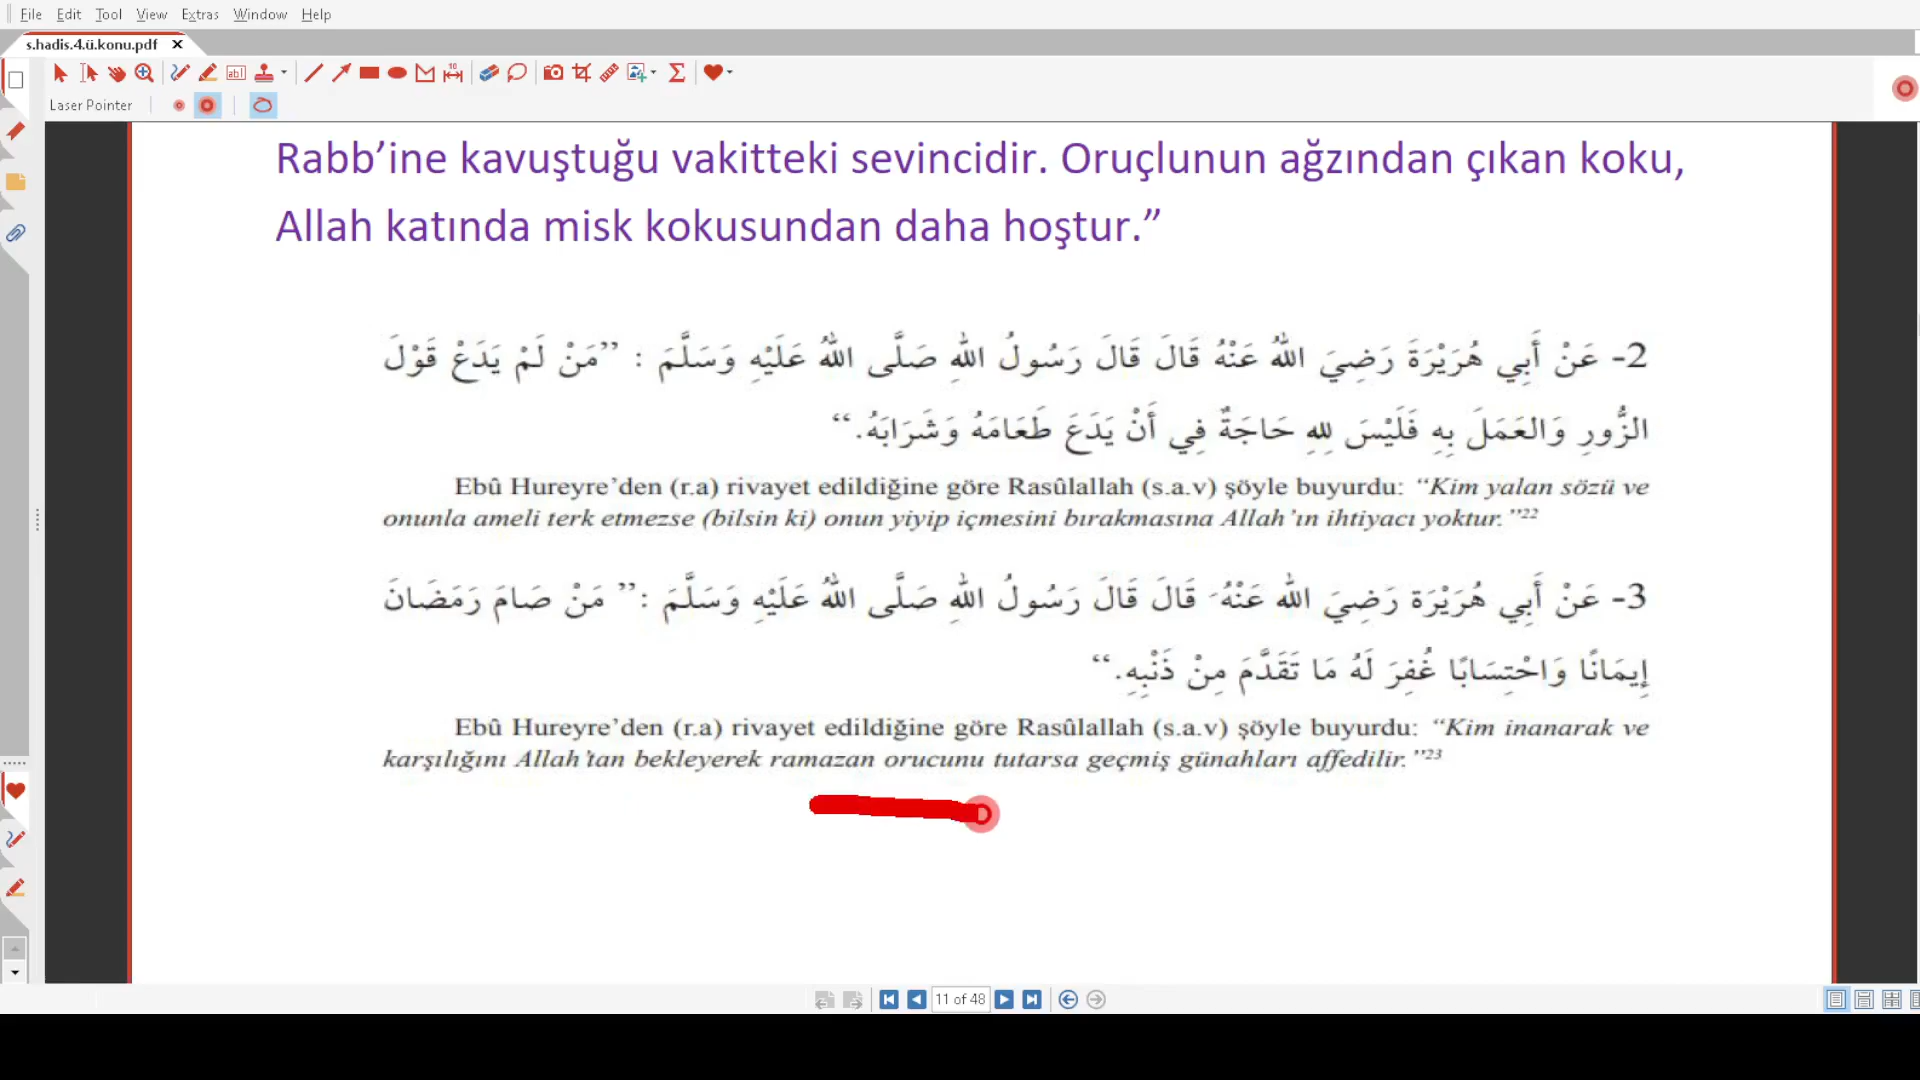 File Edit Tool View Extras Window Help
s.hadis.4.ü.konu.pdf
Laser Pointer
Rabb’ine kavuştuğu vakitteki sevincidir. Oruçlunun ağzından çıkan koku,
Allah katında misk kokusundan daha hoştur.”
2- عَنْ أَبِي هُرَيْرَةَ رَضِيَ اللهُ عَنْهُ قَالَ قَالَ رَسُولُ اللهِ صَلَّى اللهُ عَلَيْهِ وَسَلَّمَ : ”مَنْ لَمْ يَدَعْ قَوْلَ
الزُّورِ وَالعَمَلَ بِهِ فَلَيْسَ لِلهِ حَاجَةٌ فِي أَنْ يَدَعَ طَعَامَهُ وَشَرَابَهُ.“
Ebû Hureyre’den (r.a) rivayet edildiğine göre Rasûlallah (s.a.v) şöyle buyurdu: “Kim yalan sözü ve
onunla ameli terk etmezse (bilsin ki) onun yiyip içmesini bırakmasına Allah’ın ihtiyacı yoktur.”22
3- عَنْ أَبِي هُرَيْرَة رَضِيَ الله عَنْهُ َ قَالَ قَالَ رَسُولُ اللهِ صَلَّى اللهُ عَلَيْهِ وَسَلَّمَ :” مَنْ صَامَ رَمَضَانَ
إِيمَانًا وَاحْتِسَابًا غُفِرَ لَهُ مَا تَقَدَّمَ مِنْ ذَنْبِهِ.“
Ebû Hureyre’den (r.a) rivayet edildiğine göre Rasûlallah (s.a.v) şöyle buyurdu: “Kim inanarak ve
karşılığını Allah’tan bekleyerek ramazan orucunu tutarsa geçmiş günahları affedilir.”23
11 of 48